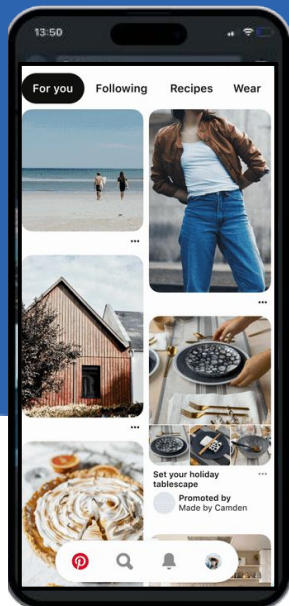 13:50
For you Following Recipes Wear
Set your holiday
tablescape
Promoted by
Made by Camden